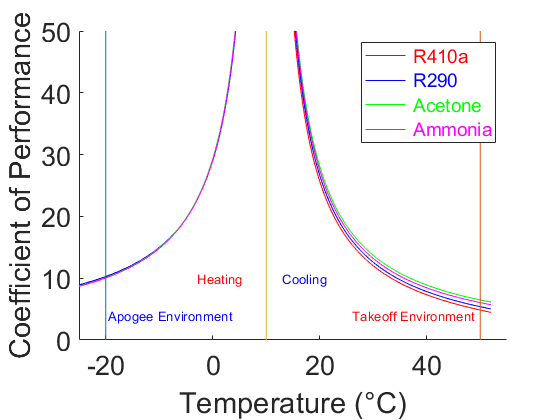 Coefficient of Performance
50
40
30
20
10
0
R410a
R290
Acetone
Ammonia
Heating
Cooling
Apogee Environment
Takeoff Environment
-20
0
20
40
Temperature (°C)